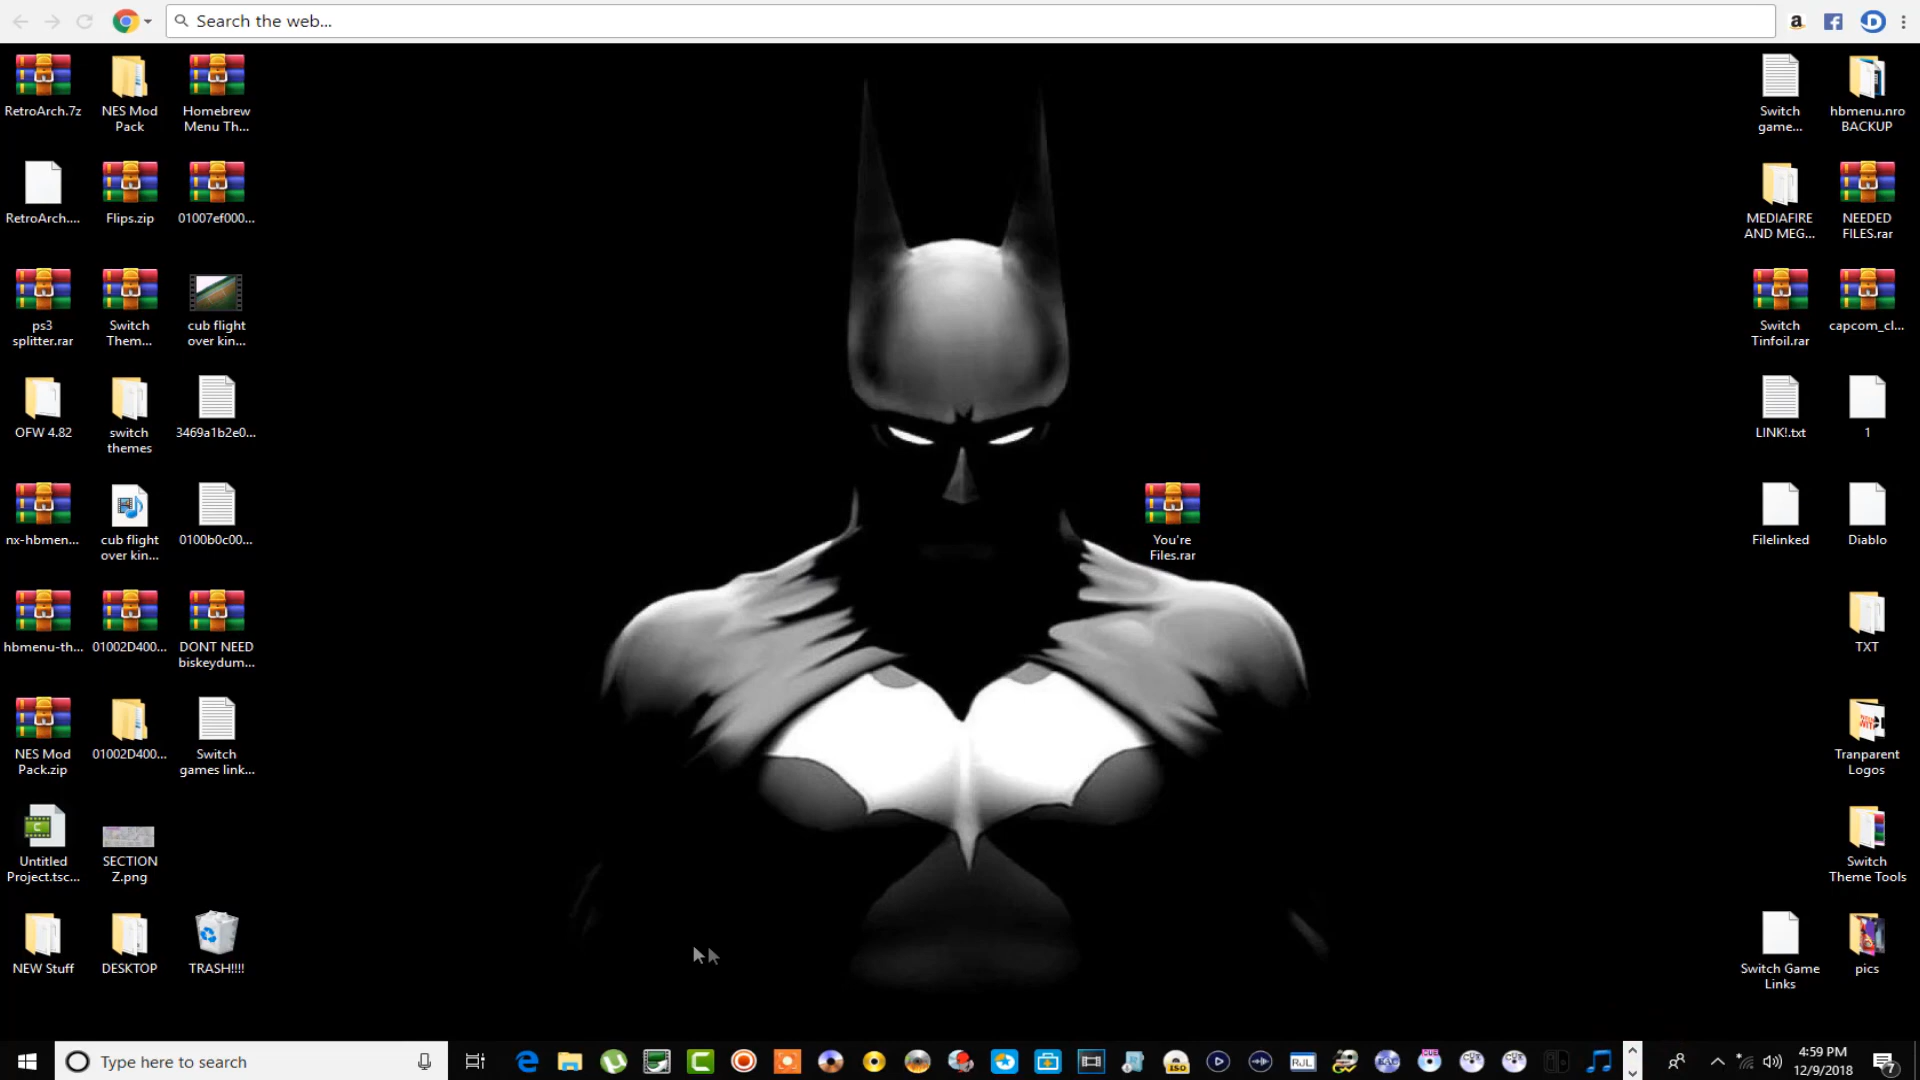 Search the web...
RetroArch.7z
NES Mod
Pack
Homebrew
Menu Th...
RetroArch....
Flips.zip
01007ef000...
ps3
splitter.rar
Switch
Them...
cub flight
over kin...
OFW 4.82
switch
themes
3469a1b2e0...
nx-hbmen...
cub flight
over kin...
0100b0c00...
hbmenu-th...
01002D400...
DONT NEED
biskeydum...
NES Mod
Pack.zip
01002D400...
Switch
games link...
Untitled
Project.tsc...
SECTION
Z.png
NEW Stuff
DESKTOP
TRASH!!!!
You're
Files.rar
Switch
game...
hbmenu.nro
BACKUP
MEDIAFIRE
AND MEG...
NEEDED
FILES.rar
Switch
Tinfoil.rar
capcom_cl...
LINK!.txt
1
Filelinked
Diablo
TXT
Tranparent
Logos
Switch
Theme Tools
Switch Game
Links
pics
Type here to search
ISO
RJL
4:59 PM
12/9/2018
7